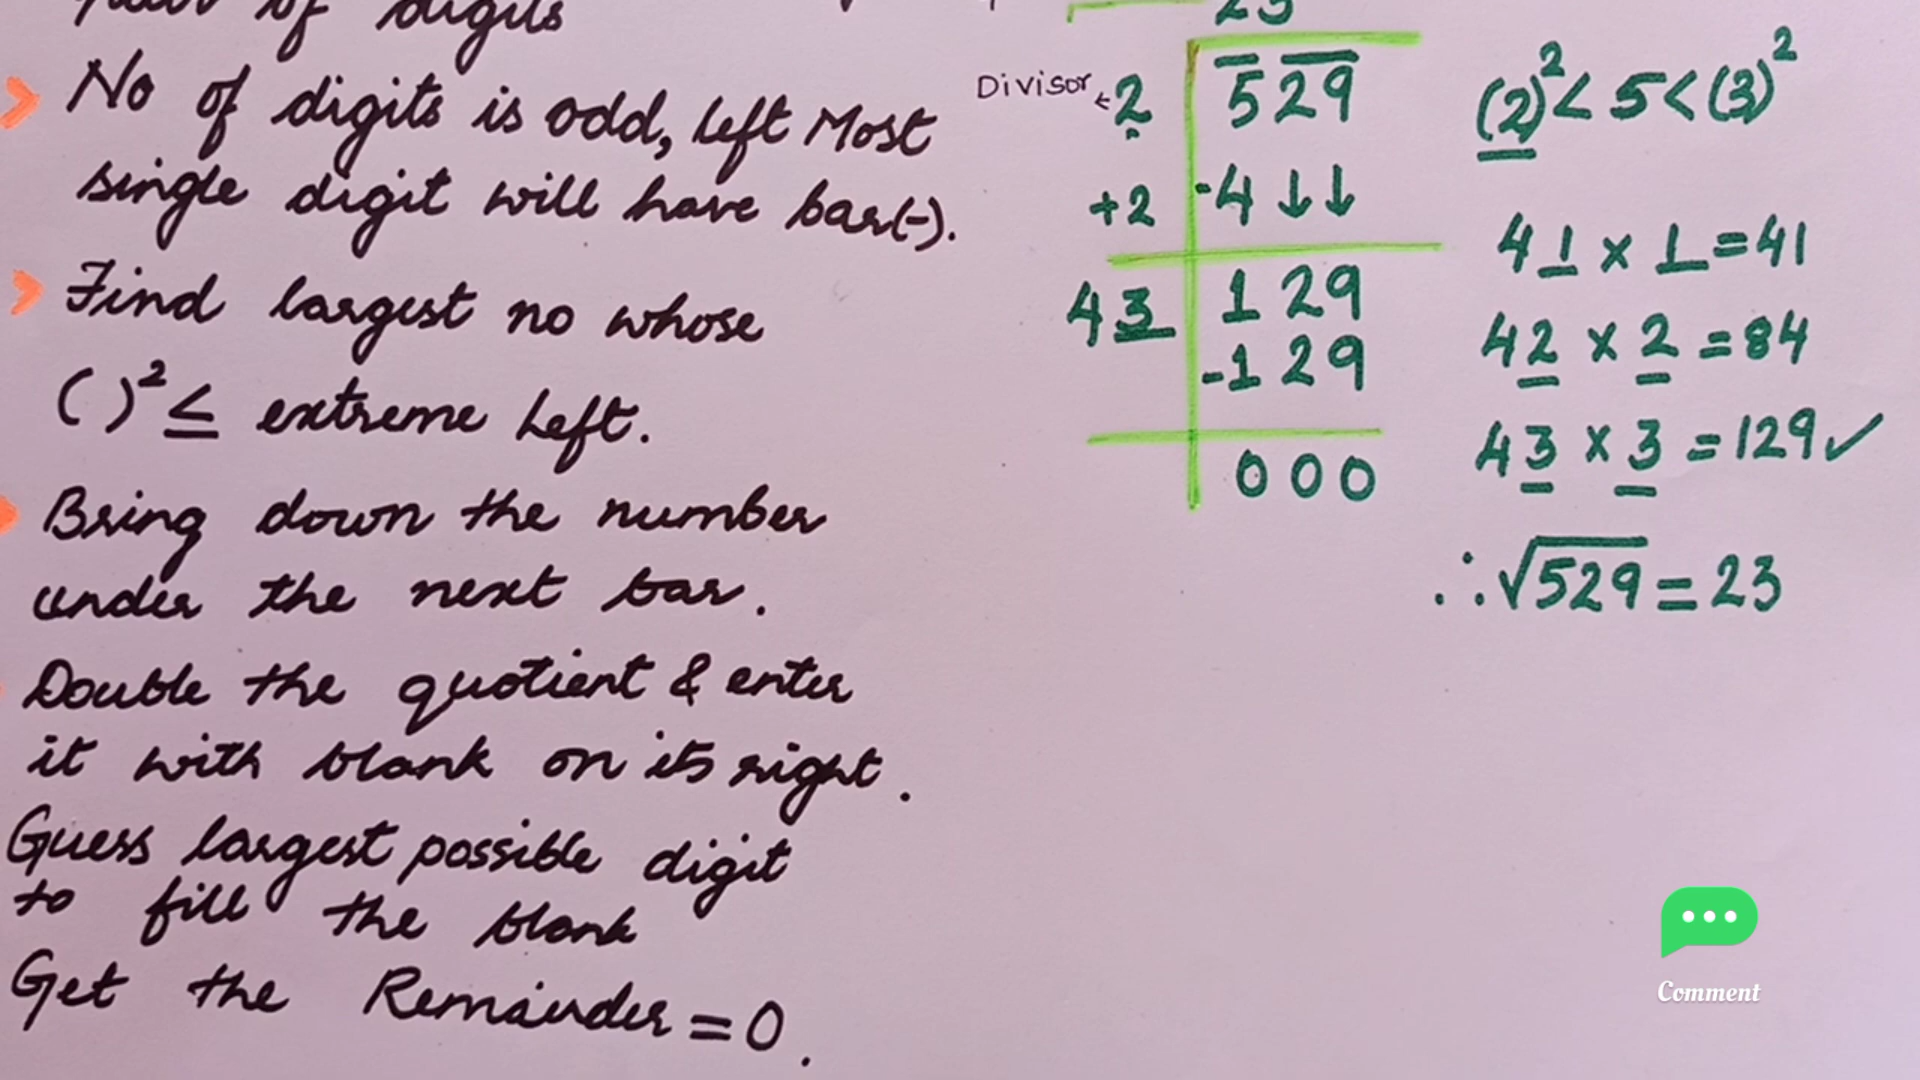 of digits
No of digits is odd, left Most
single digit will have bar(-).
Find largest no whose
( )² ≤ extreme left.
Bring down the number
under the next bar.
Double the quotient & enter
it with blank on its right.
Guess largest possible digit
to fill the blank
Get the Remainder = 0.
23
Divisor 2 529
+2 -4 ↓↓
43 129
-129
000
(2)² < 5 < (3)²
41 × 1 = 41
42 × 2 = 84
43 × 3 = 129 ✓
∴ √529 = 23
Comment